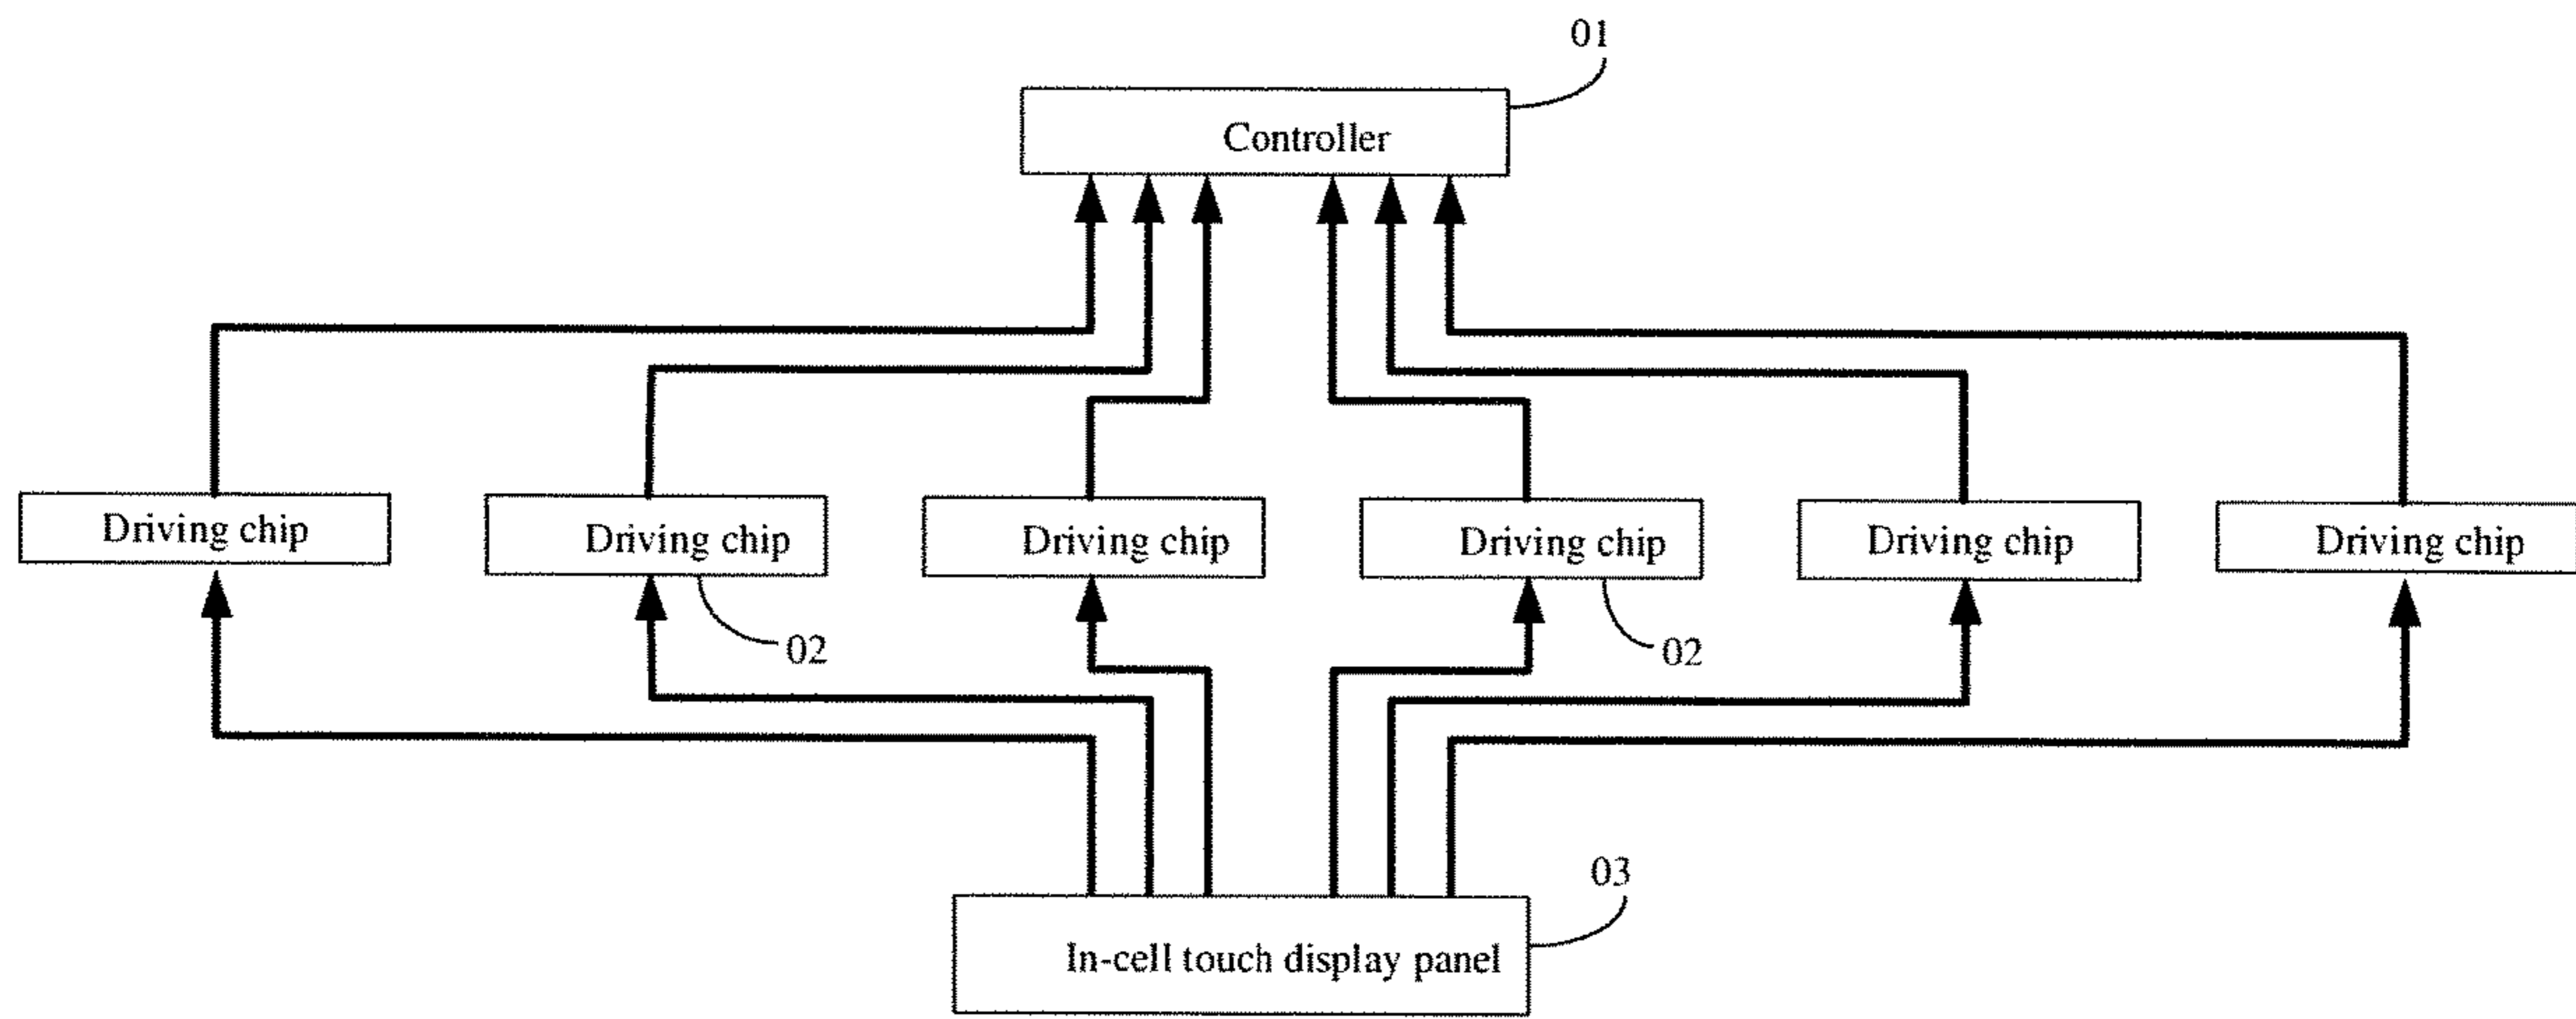 01
Controller
Driving chip
Driving chip
Driving chip
Driving chip
Driving chip
Driving chip
02
02
03
In-cell touch display panel